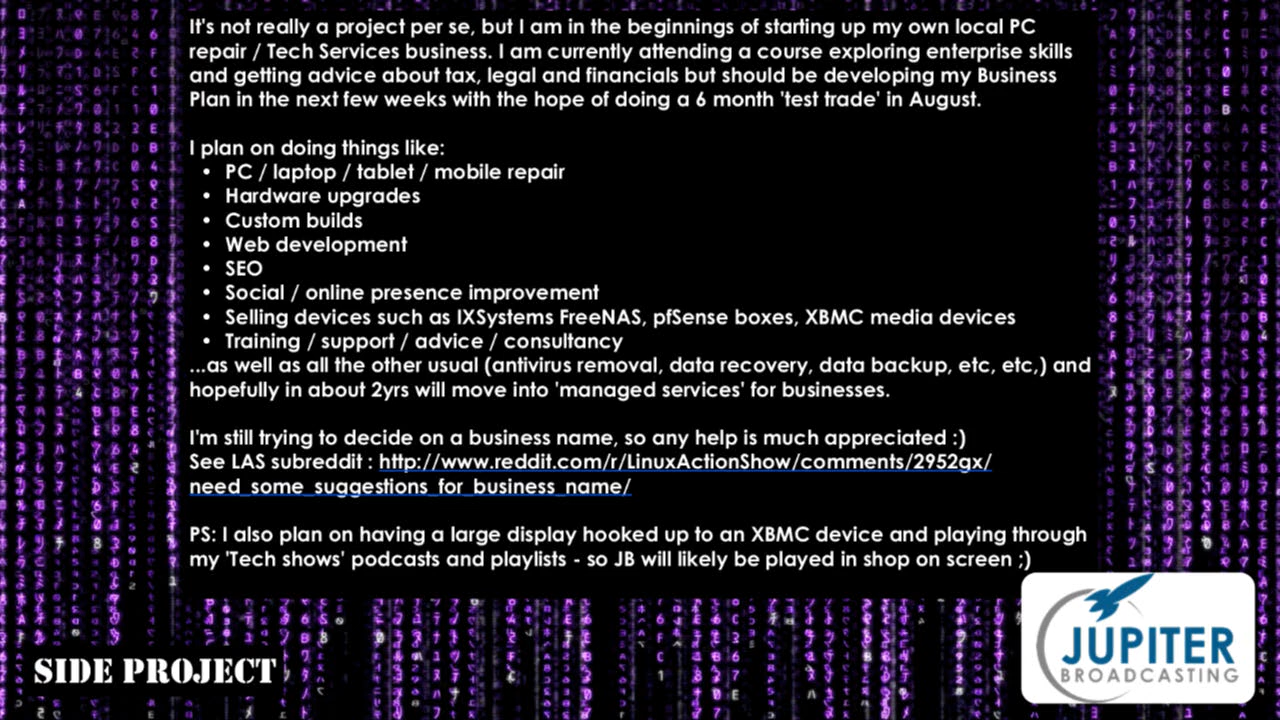 It's not really a project per se, but I am in the beginnings of starting up my own local PC
repair / Tech Services business. I am currently attending a course exploring enterprise skills
and getting advice about tax, legal and financials but should be developing my Business
Plan in the next few weeks with the hope of doing a 6 month 'test trade' in August.
I plan on doing things like:
• PC / laptop / tablet / mobile repair
• Hardware upgrades
• Custom builds
• Web development
• SEO
• Social / online presence improvement
• Selling devices such as IXSystems FreeNAS, pfSense boxes, XBMC media devices
• Training / support / advice / consultancy
...as well as all the other usual (antivirus removal, data recovery, data backup, etc, etc,) and
hopefully in about 2yrs will move into 'managed services' for businesses.
I'm still trying to decide on a business name, so any help is much appreciated :)
See LAS subreddit : http://www.reddit.com/r/LinuxActionShow/comments/2952gx/
need_some_suggestions_for_business_name/
PS: I also plan on having a large display hooked up to an XBMC device and playing through
my 'Tech shows' podcasts and playlists - so JB will likely be played in shop on screen ;)
SIDE PROJECT
JUPITER
BROADCASTING